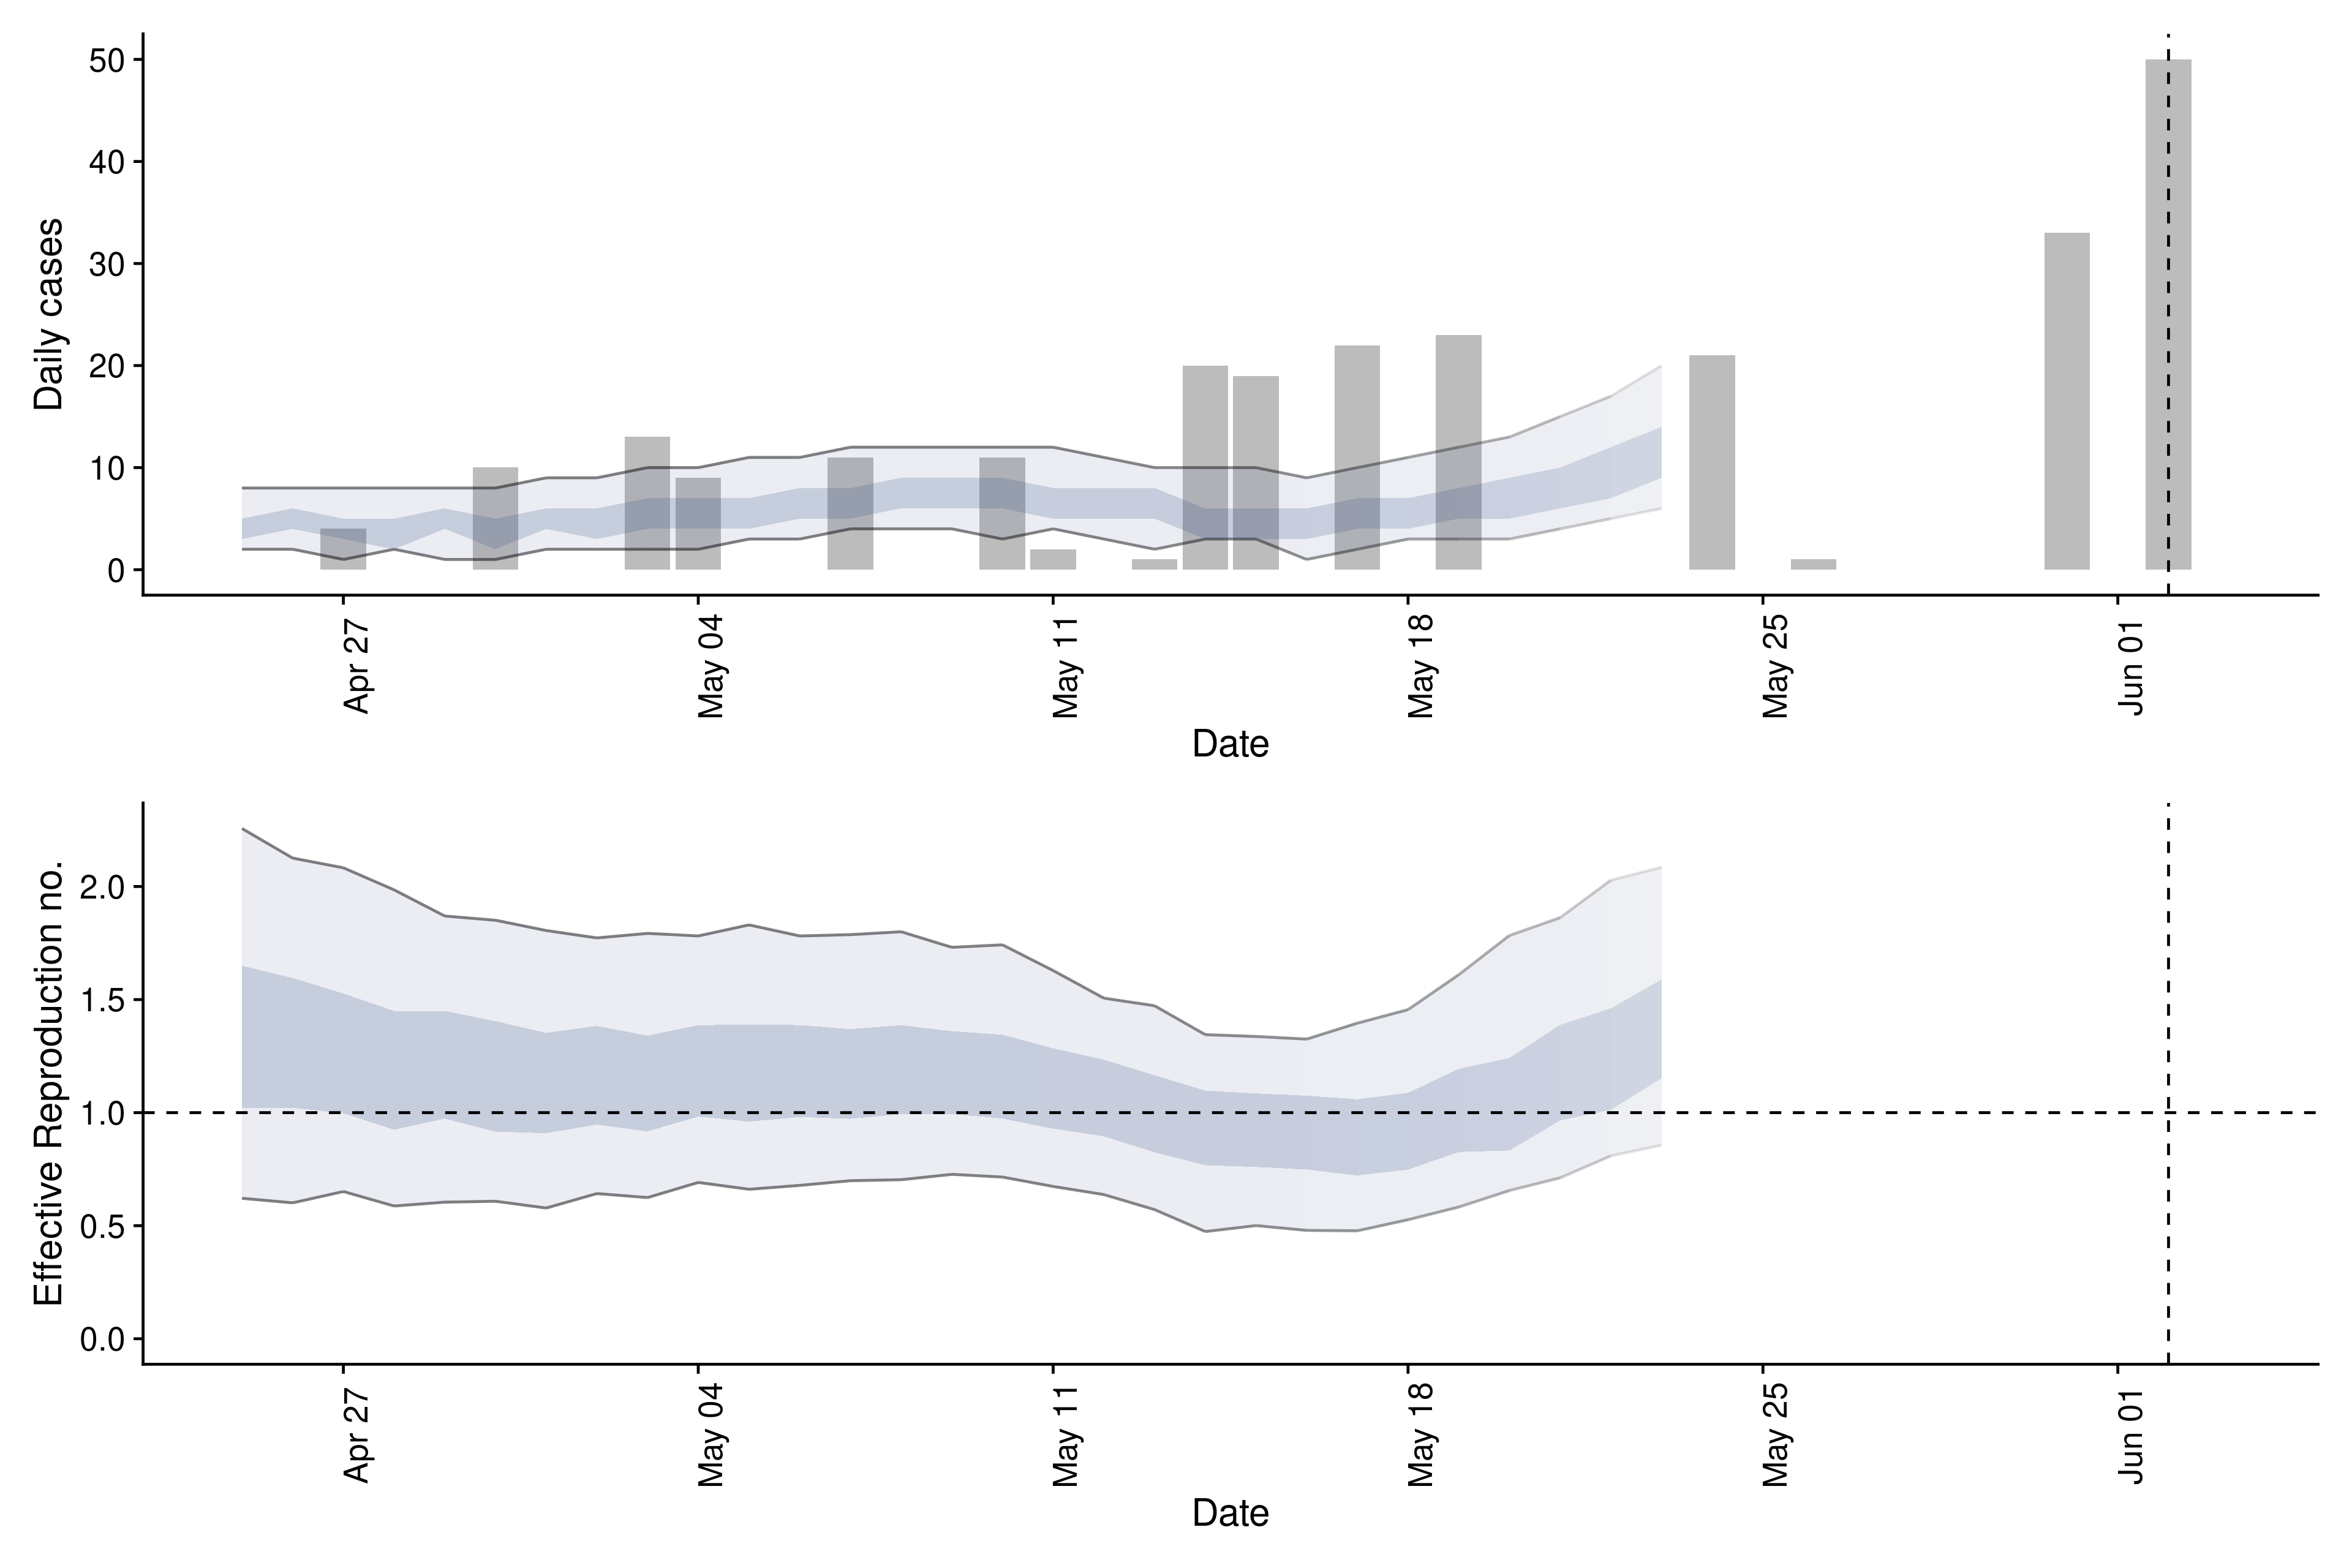 Daily cases
50
40
30
20
10
0
Apr 27
May 04
May 11
May 18
May 25
Jun 01
Date
Effective Reproduction no.
2.0
1.5
1.0
0.5
0.0
Apr 27
May 04
May 11
May 18
May 25
Jun 01
Date